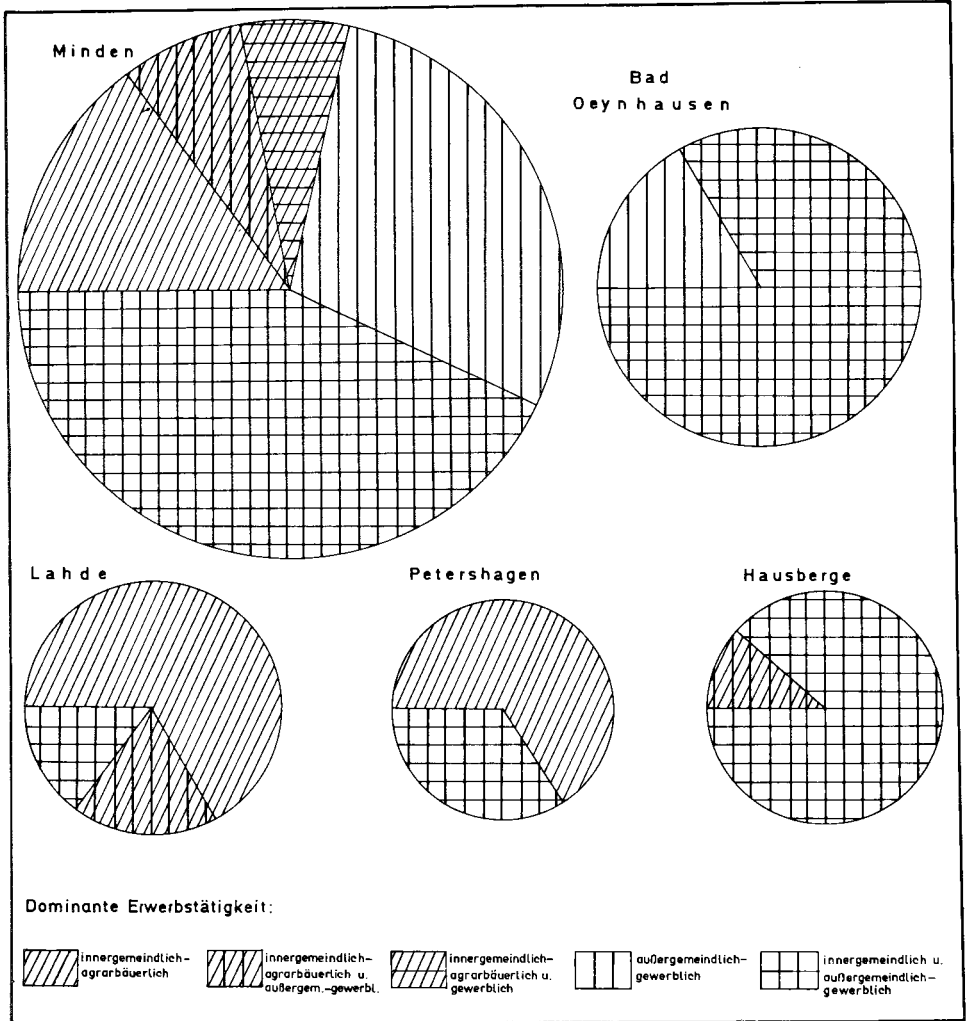 Minden
Bad
Oeynhausen
Lahde
Petershagen
Hausberge
Dominante Erwerbstätigkeit:
innergemeindlich-
agrarbäuerlich
innergemeindlich-
agrarbäuerlich u.
außergem.-gewerbl.
innergemeindlich-
agrarbäuerlich u.
gewerblich
außergemeindlich-
gewerblich
innergemeindlich u.
außergemeindlich-
gewerblich